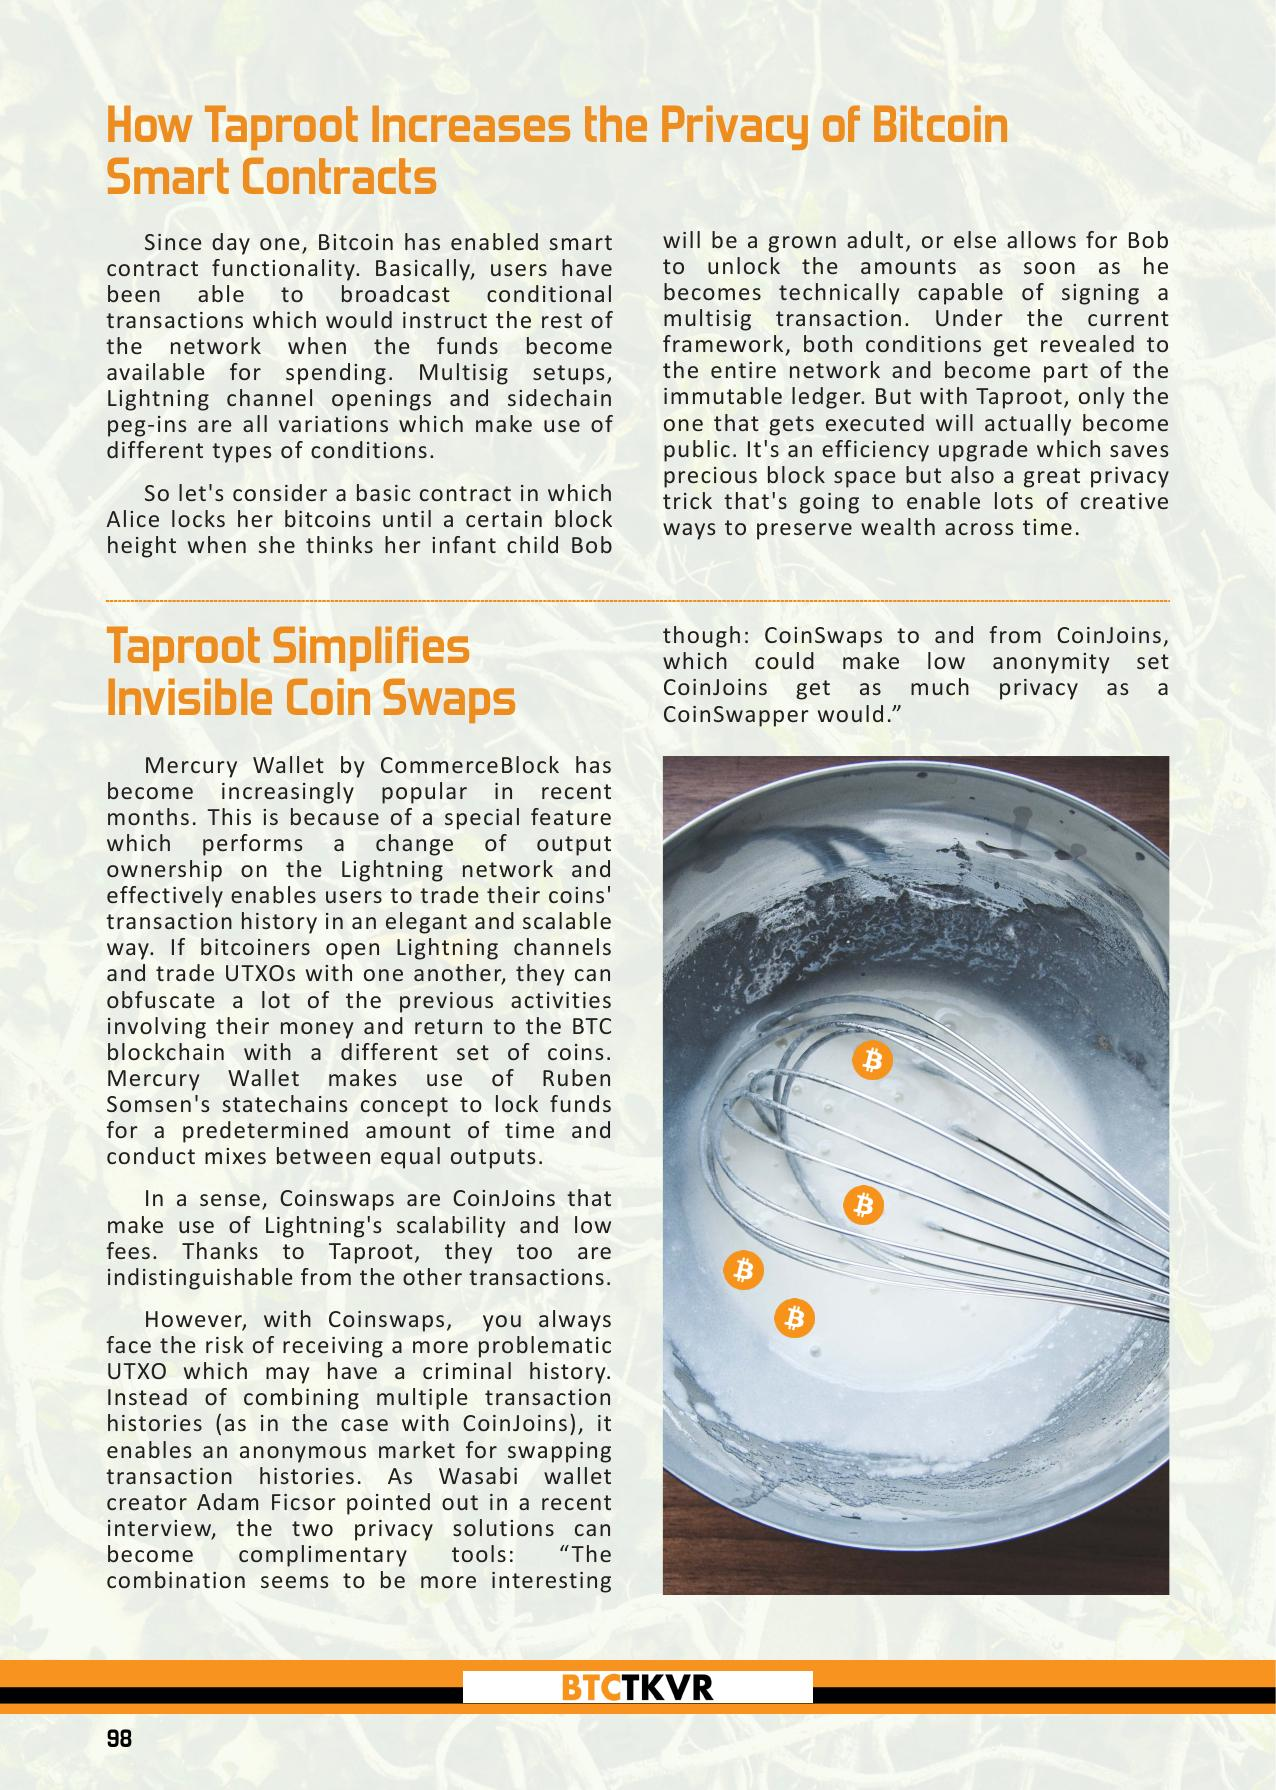 How Taproot Increases the Privacy of Bitcoin
Smart Contracts
Since day one, Bitcoin has enabled smart
contract functionality. Basically, users have
been able to broadcast conditional
transactions which would instruct the rest of
the network when the funds become
available for spending. Multisig setups,
Lightning channel openings and sidechain
peg-ins are all variations which make use of
different types of conditions.
So let's consider a basic contract in which
Alice locks her bitcoins until a certain block
height when she thinks her infant child Bob
will be a grown adult, or else allows for Bob
to unlock the amounts as soon as he
becomes technically capable of signing a
multisig transaction. Under the current
framework, both conditions get revealed to
the entire network and become part of the
immutable ledger. But with Taproot, only the
one that gets executed will actually become
public. It's an efficiency upgrade which saves
precious block space but also a great privacy
trick that's going to enable lots of creative
ways to preserve wealth across time.
Taproot Simplifies
Invisible Coin Swaps
Mercury Wallet by CommerceBlock has
become increasingly popular in recent
months. This is because of a special feature
which performs a change of output
ownership on the Lightning network and
effectively enables users to trade their coins'
transaction history in an elegant and scalable
way. If bitcoiners open Lightning channels
and trade UTXOs with one another, they can
obfuscate a lot of the previous activities
involving their money and return to the BTC
blockchain with a different set of coins.
Mercury Wallet makes use of Ruben
Somsen's statechains concept to lock funds
for a predetermined amount of time and
conduct mixes between equal outputs.
In a sense, Coinswaps are CoinJoins that
make use of Lightning's scalability and low
fees. Thanks to Taproot, they too are
indistinguishable from the other transactions.
However, with Coinswaps, you always
face the risk of receiving a more problematic
UTXO which may have a criminal history.
Instead of combining multiple transaction
histories (as in the case with CoinJoins), it
enables an anonymous market for swapping
transaction histories. As Wasabi wallet
creator Adam Ficsor pointed out in a recent
interview, the two privacy solutions can
become complimentary tools: “The
combination seems to be more interesting
though: CoinSwaps to and from CoinJoins,
which could make low anonymity set
CoinJoins get as much privacy as a
CoinSwapper would.”
BTCTKVR
98